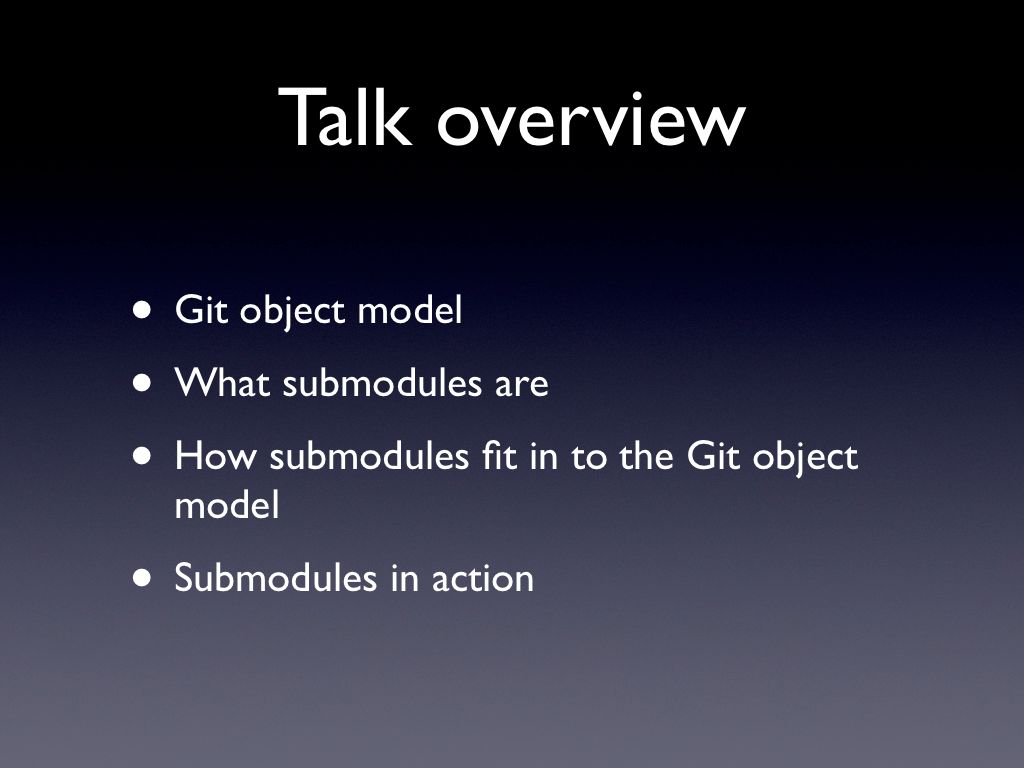 Talk overview
• Git object model
• What submodules are
• How submodules fit in to the Git object
model
• Submodules in action